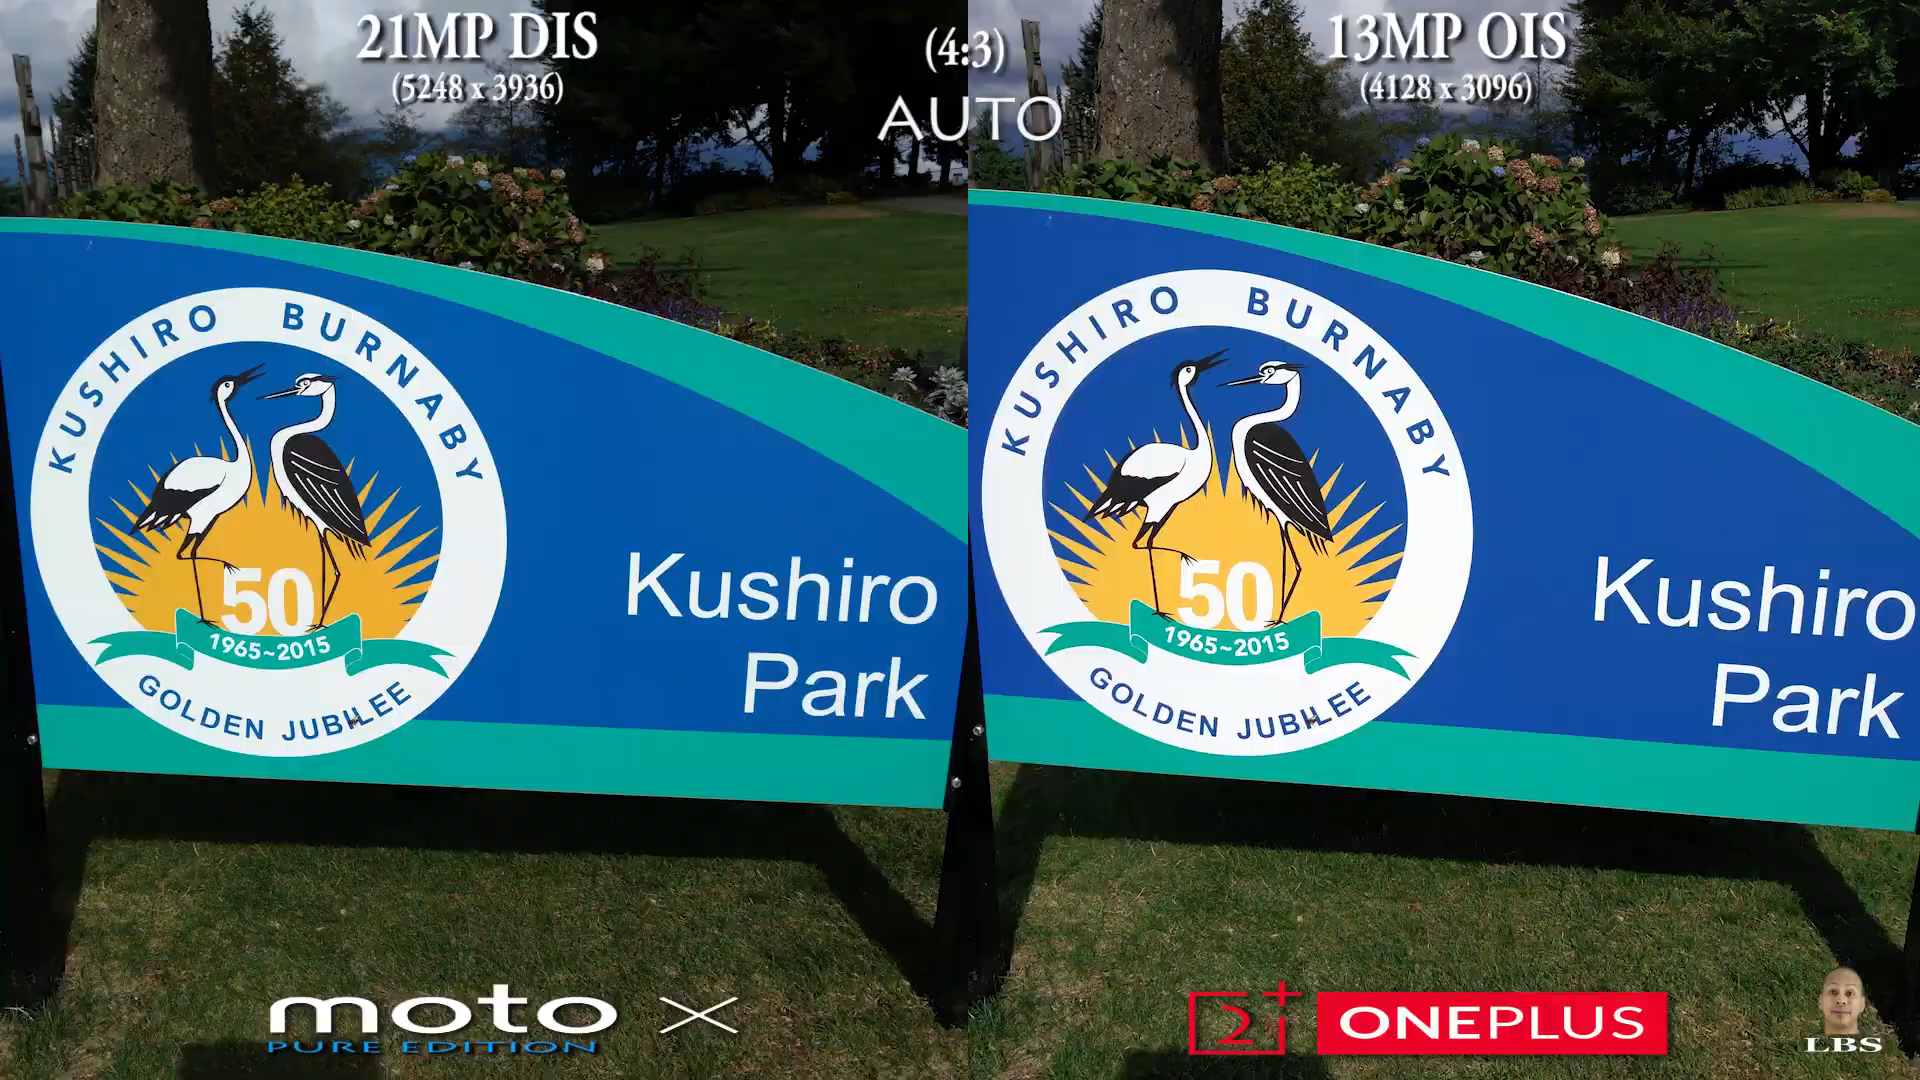 21MP DIS
(5248 x 3936)
(4:3)
AUTO
13MP OIS
(4128 x 3096)
KUSHIRO BURNABY
50
1965~2015
GOLDEN JUBILEE
Kushiro
Park
KUSHIRO BURNABY
50
1965~2015
GOLDEN JUBILEE
Kushiro
Park
moto X
PURE EDITION
2+ ONEPLUS
LBS